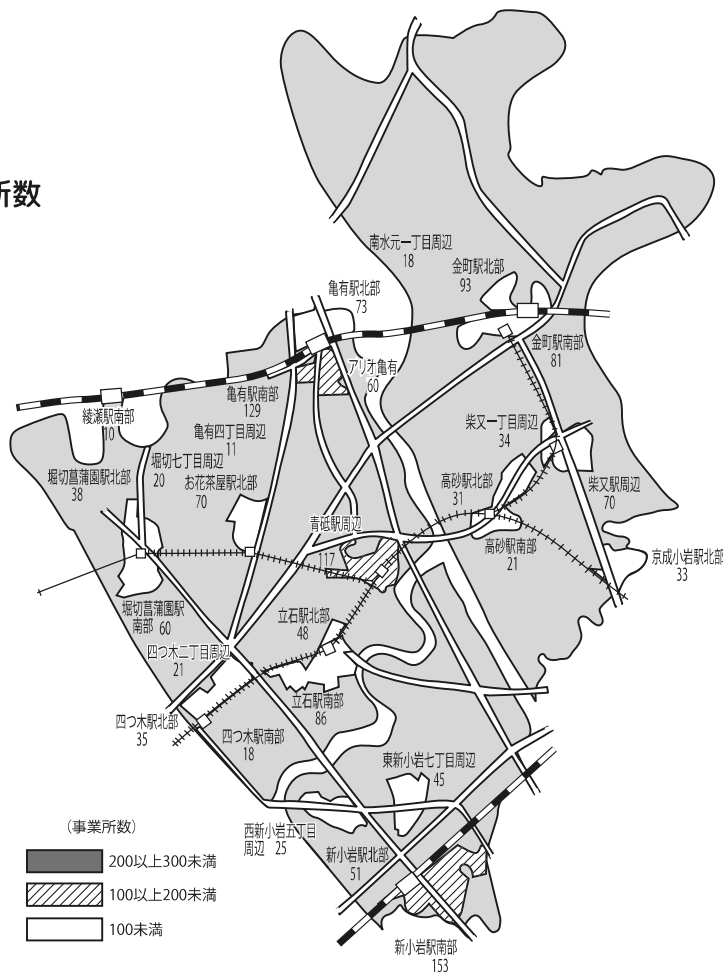 所数
南水元一丁目周辺
18
金町駅北部
93
亀有駅北部
73
金町駅南部
81
アリオ亀有
60
亀有駅南部
129
綾瀬駅南部
10
亀有四丁目周辺
11
柴又一丁目周辺
34
堀切七丁目周辺
20
堀切菖蒲園駅北部
38
お花茶屋駅北部
70
高砂駅北部
31
柴又駅周辺
70
青砥駅周辺
117
高砂駅南部
21
京成小岩駅北部
33
堀切菖蒲園駅
南部 60
立石駅北部
48
四つ木二丁目周辺
21
立石駅南部
86
四つ木駅北部
35
四つ木駅南部
18
東新小岩七丁目周辺
45
西新小岩五丁目
周辺 25
新小岩駅北部
51
新小岩駅南部
153
(事業所数)
200以上300未満
100以上200未満
100未満